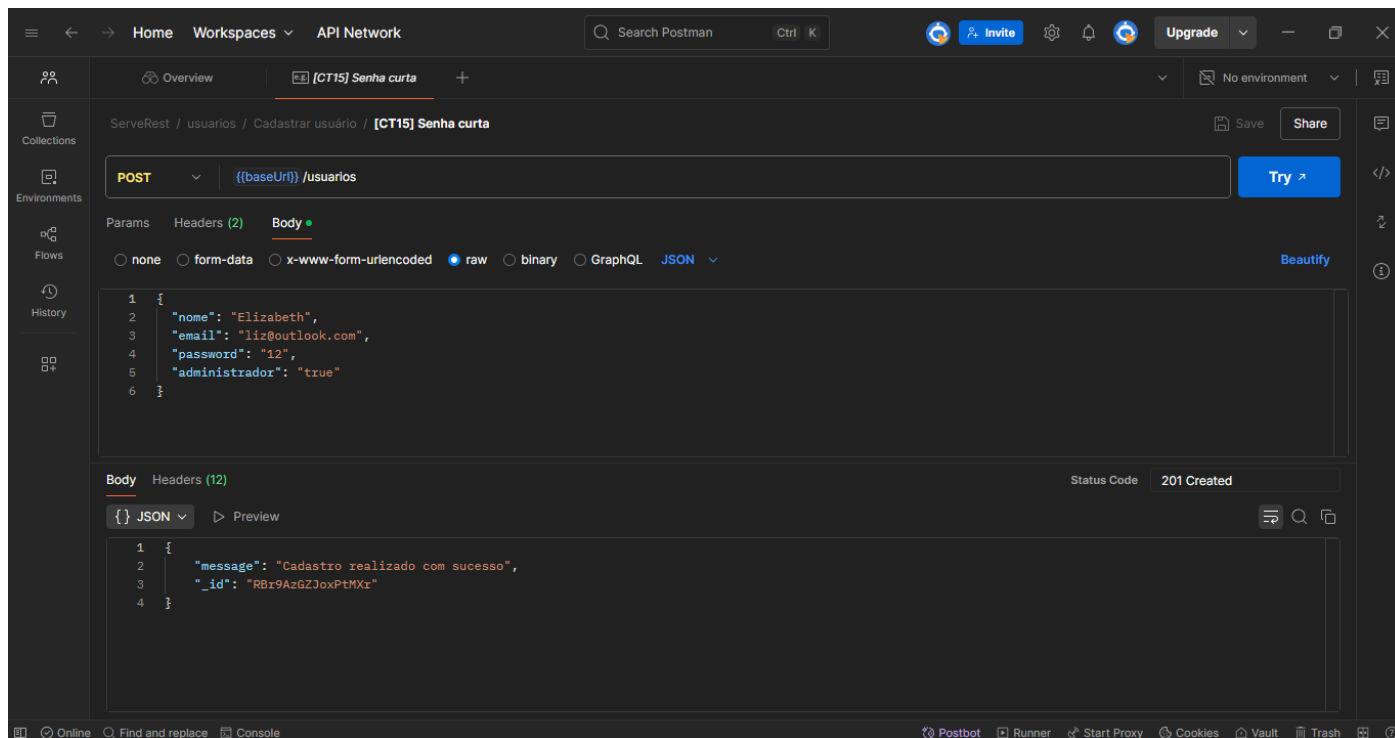 Home Workspaces API Network Search Postman Ctrl K Invite Upgrade
Overview e.g. [CT15] Senha curta No environment
ServeRest / usuarios / Cadastrar usuário / [CT15] Senha curta Save Share
Collections
POST {{baseUrl}} /usuarios Try
Environments
Params Headers (2) Body
Flows
none form-data x-www-form-urlencoded raw binary GraphQL JSON Beautify
History
1 {
2 "nome": "Elizabeth",
3 "email": "liz@outlook.com",
4 "password": "12",
5 "administrador": "true"
6 }
Body Headers (12) Status Code 201 Created
{} JSON Preview
1 {
2 "message": "Cadastro realizado com sucesso",
3 "_id": "RBr9AzGZJoxPtMXr"
4 }
Online Find and replace Console Postbot Runner Start Proxy Cookies Vault Trash